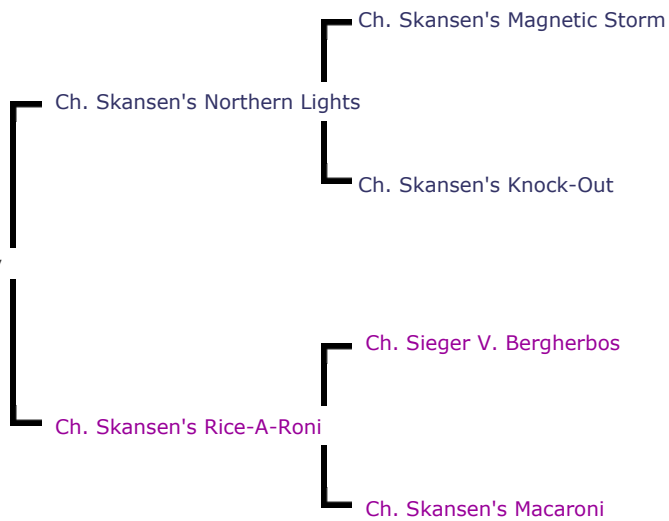 Ch. Skansen's Magnetic Storm
Ch. Skansen's Northern Lights
Ch. Skansen's Knock-Out
Ch. Sieger V. Bergherbos
Ch. Skansen's Rice-A-Roni
Ch. Skansen's Macaroni